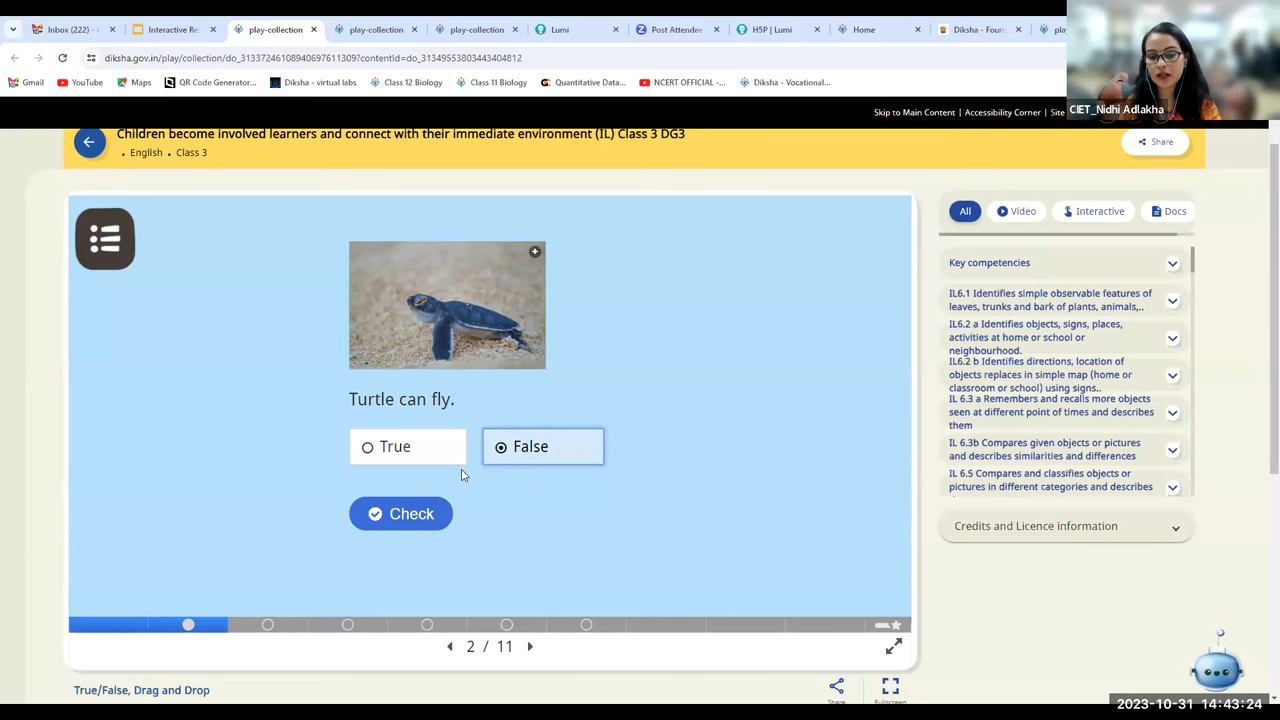 Inbox (222) -
Interactive Res
play-collection
play-collection
play-collection
Lumi
Post Attendee
H5P | Lumi
Home
Diksha - Foun
diksha.gov.in/play/collection/do_31337246108940697611309?contentId=do_31349553803443404812
Gmail
YouTube
Maps
QR Code Generator...
Diksha - virtual labs
Class 12 Biology
Class 11 Biology
Quantitative Data...
NCERT OFFICIAL -...
Diksha - Vocational...
CIET_Nidhi Adlakha
Skip to Main Content | Accessibility Corner | Site
Children become involved learners and connect with their immediate environment (IL) Class 3 DG3
• English • Class 3
Share
All
Video
Interactive
Docs
Turtle can fly.
True
False
Check
2 / 11
Key competencies
IL6.1 Identifies simple observable features of
leaves, trunks and bark of plants, animals,..
IL6.2 a Identifies objects, signs, places,
activities at home or school or
neighbourhood.
IL6.2 b Identifies directions, location of
objects replaces in simple map (home or
classroom or school) using signs..
IL 6.3 a Remembers and recalls more objects
seen at different point of times and describes
them
IL 6.3b Compares given objects or pictures
and describes similarities and differences
IL 6.5 Compares and classifies objects or
pictures in different categories and describes
Credits and Licence information
True/False, Drag and Drop
Share
Fullscreen
2023-10-31 14:43:24